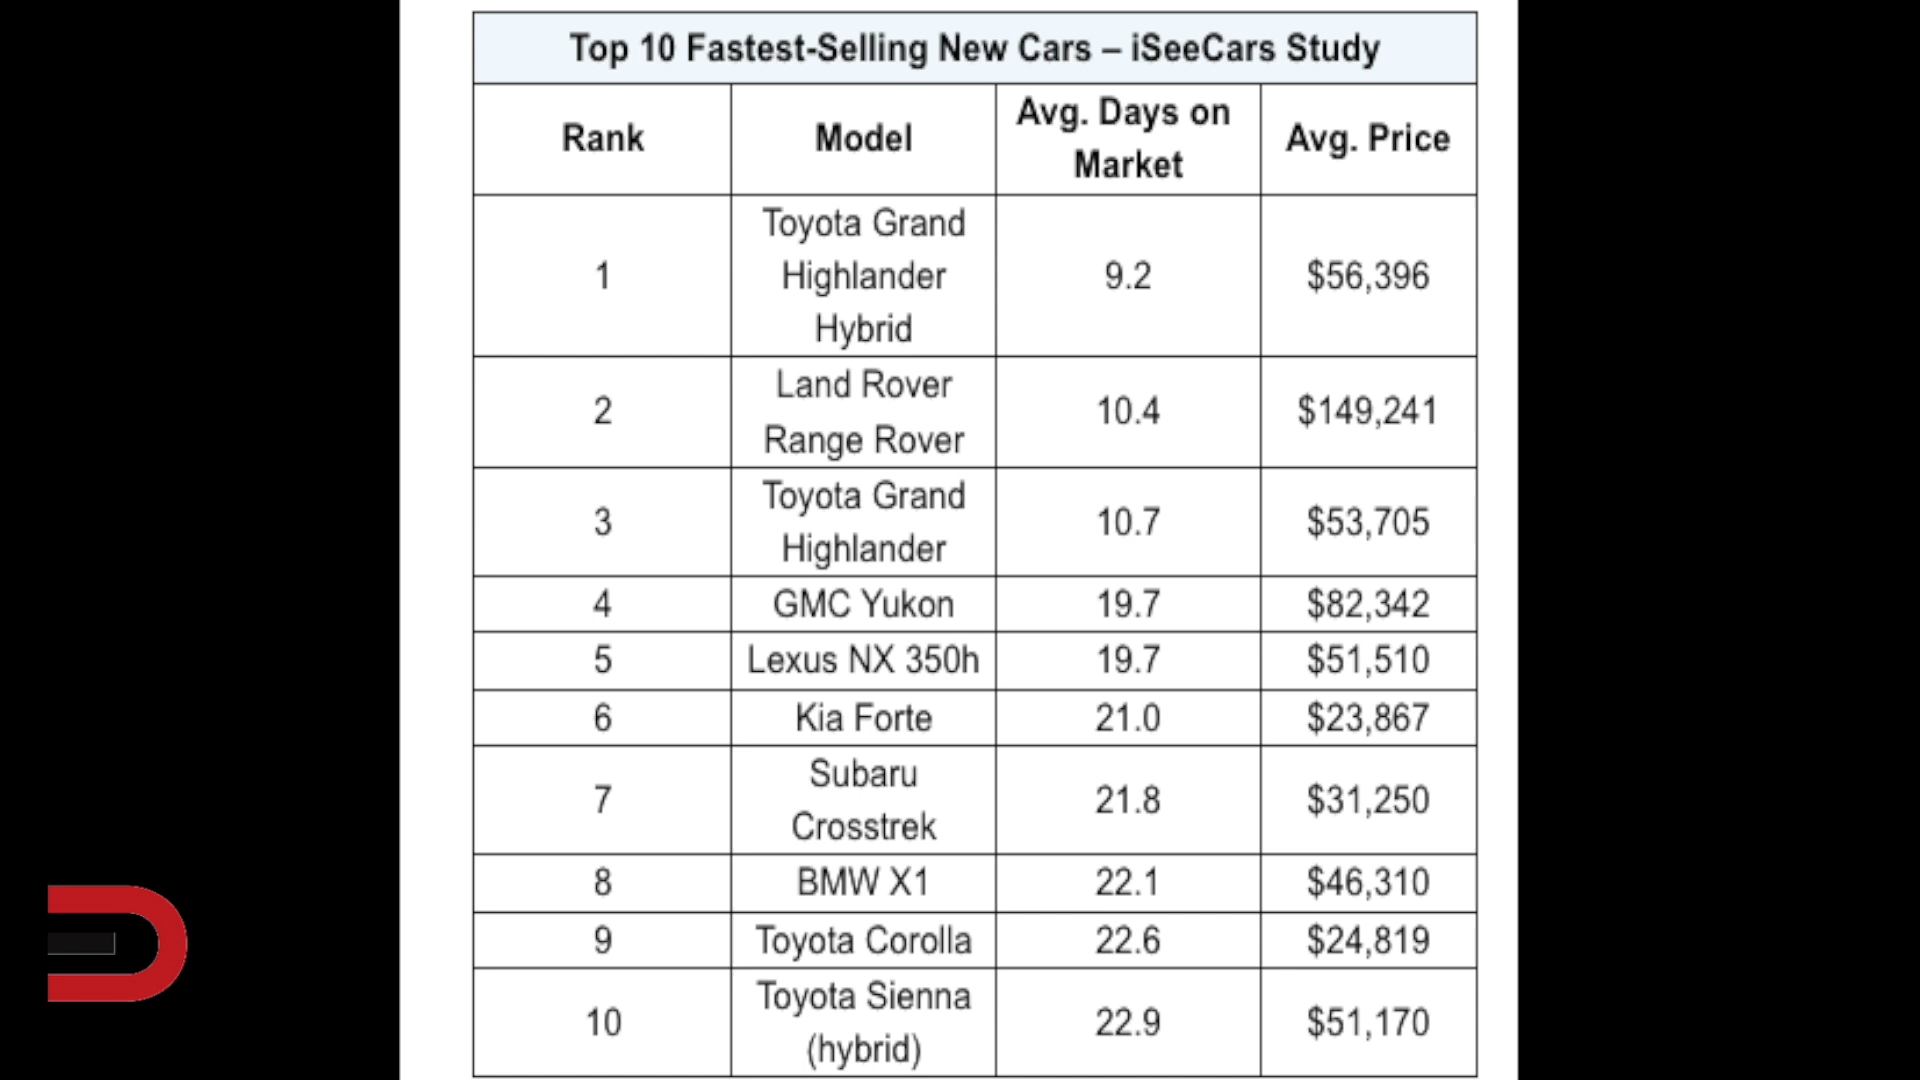 Top 10 Fastest-Selling New Cars – iSeeCars Study
Rank
Model
Avg. Days on
Market
Avg. Price
1
Toyota Grand
Highlander
Hybrid
9.2
$56,396
2
Land Rover
Range Rover
10.4
$149,241
3
Toyota Grand
Highlander
10.7
$53,705
4
GMC Yukon
19.7
$82,342
5
Lexus NX 350h
19.7
$51,510
6
Kia Forte
21.0
$23,867
7
Subaru
Crosstrek
21.8
$31,250
8
BMW X1
22.1
$46,310
9
Toyota Corolla
22.6
$24,819
10
Toyota Sienna
(hybrid)
22.9
$51,170